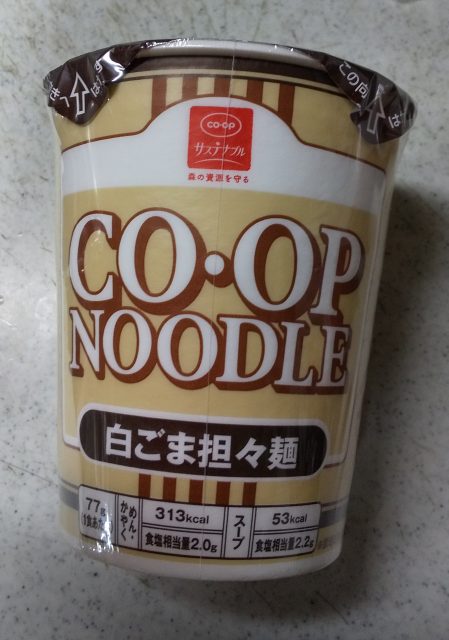 この向
co-op
サステナブル
森の資源を守る
CO・OP
NOODLE
白ごま担々麺
77g
めん・かやく
313kcal
食塩相当量2.0g
スープ
53kcal
食塩相当量2.2g